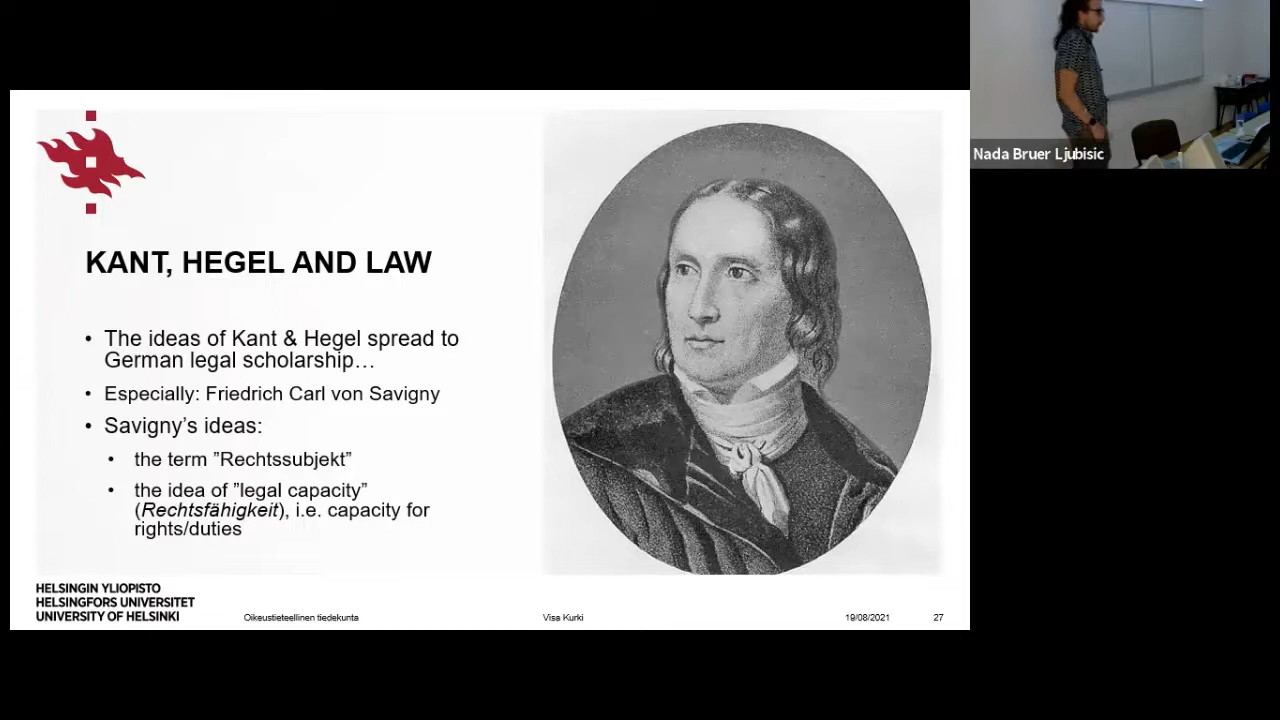 KANT, HEGEL AND LAW
• The ideas of Kant & Hegel spread to
German legal scholarship…
• Especially: Friedrich Carl von Savigny
• Savigny's ideas:
• the term ”Rechtssubjekt”
• the idea of ”legal capacity”
(Rechtsfähigkeit), i.e. capacity for
rights/duties
HELSINGIN YLIOPISTO
HELSINGFORS UNIVERSITET
UNIVERSITY OF HELSINKI
Oikeustieteellinen tiedekunta
Visa Kurki
19/08/2021
27
Nada Bruer Ljubisic